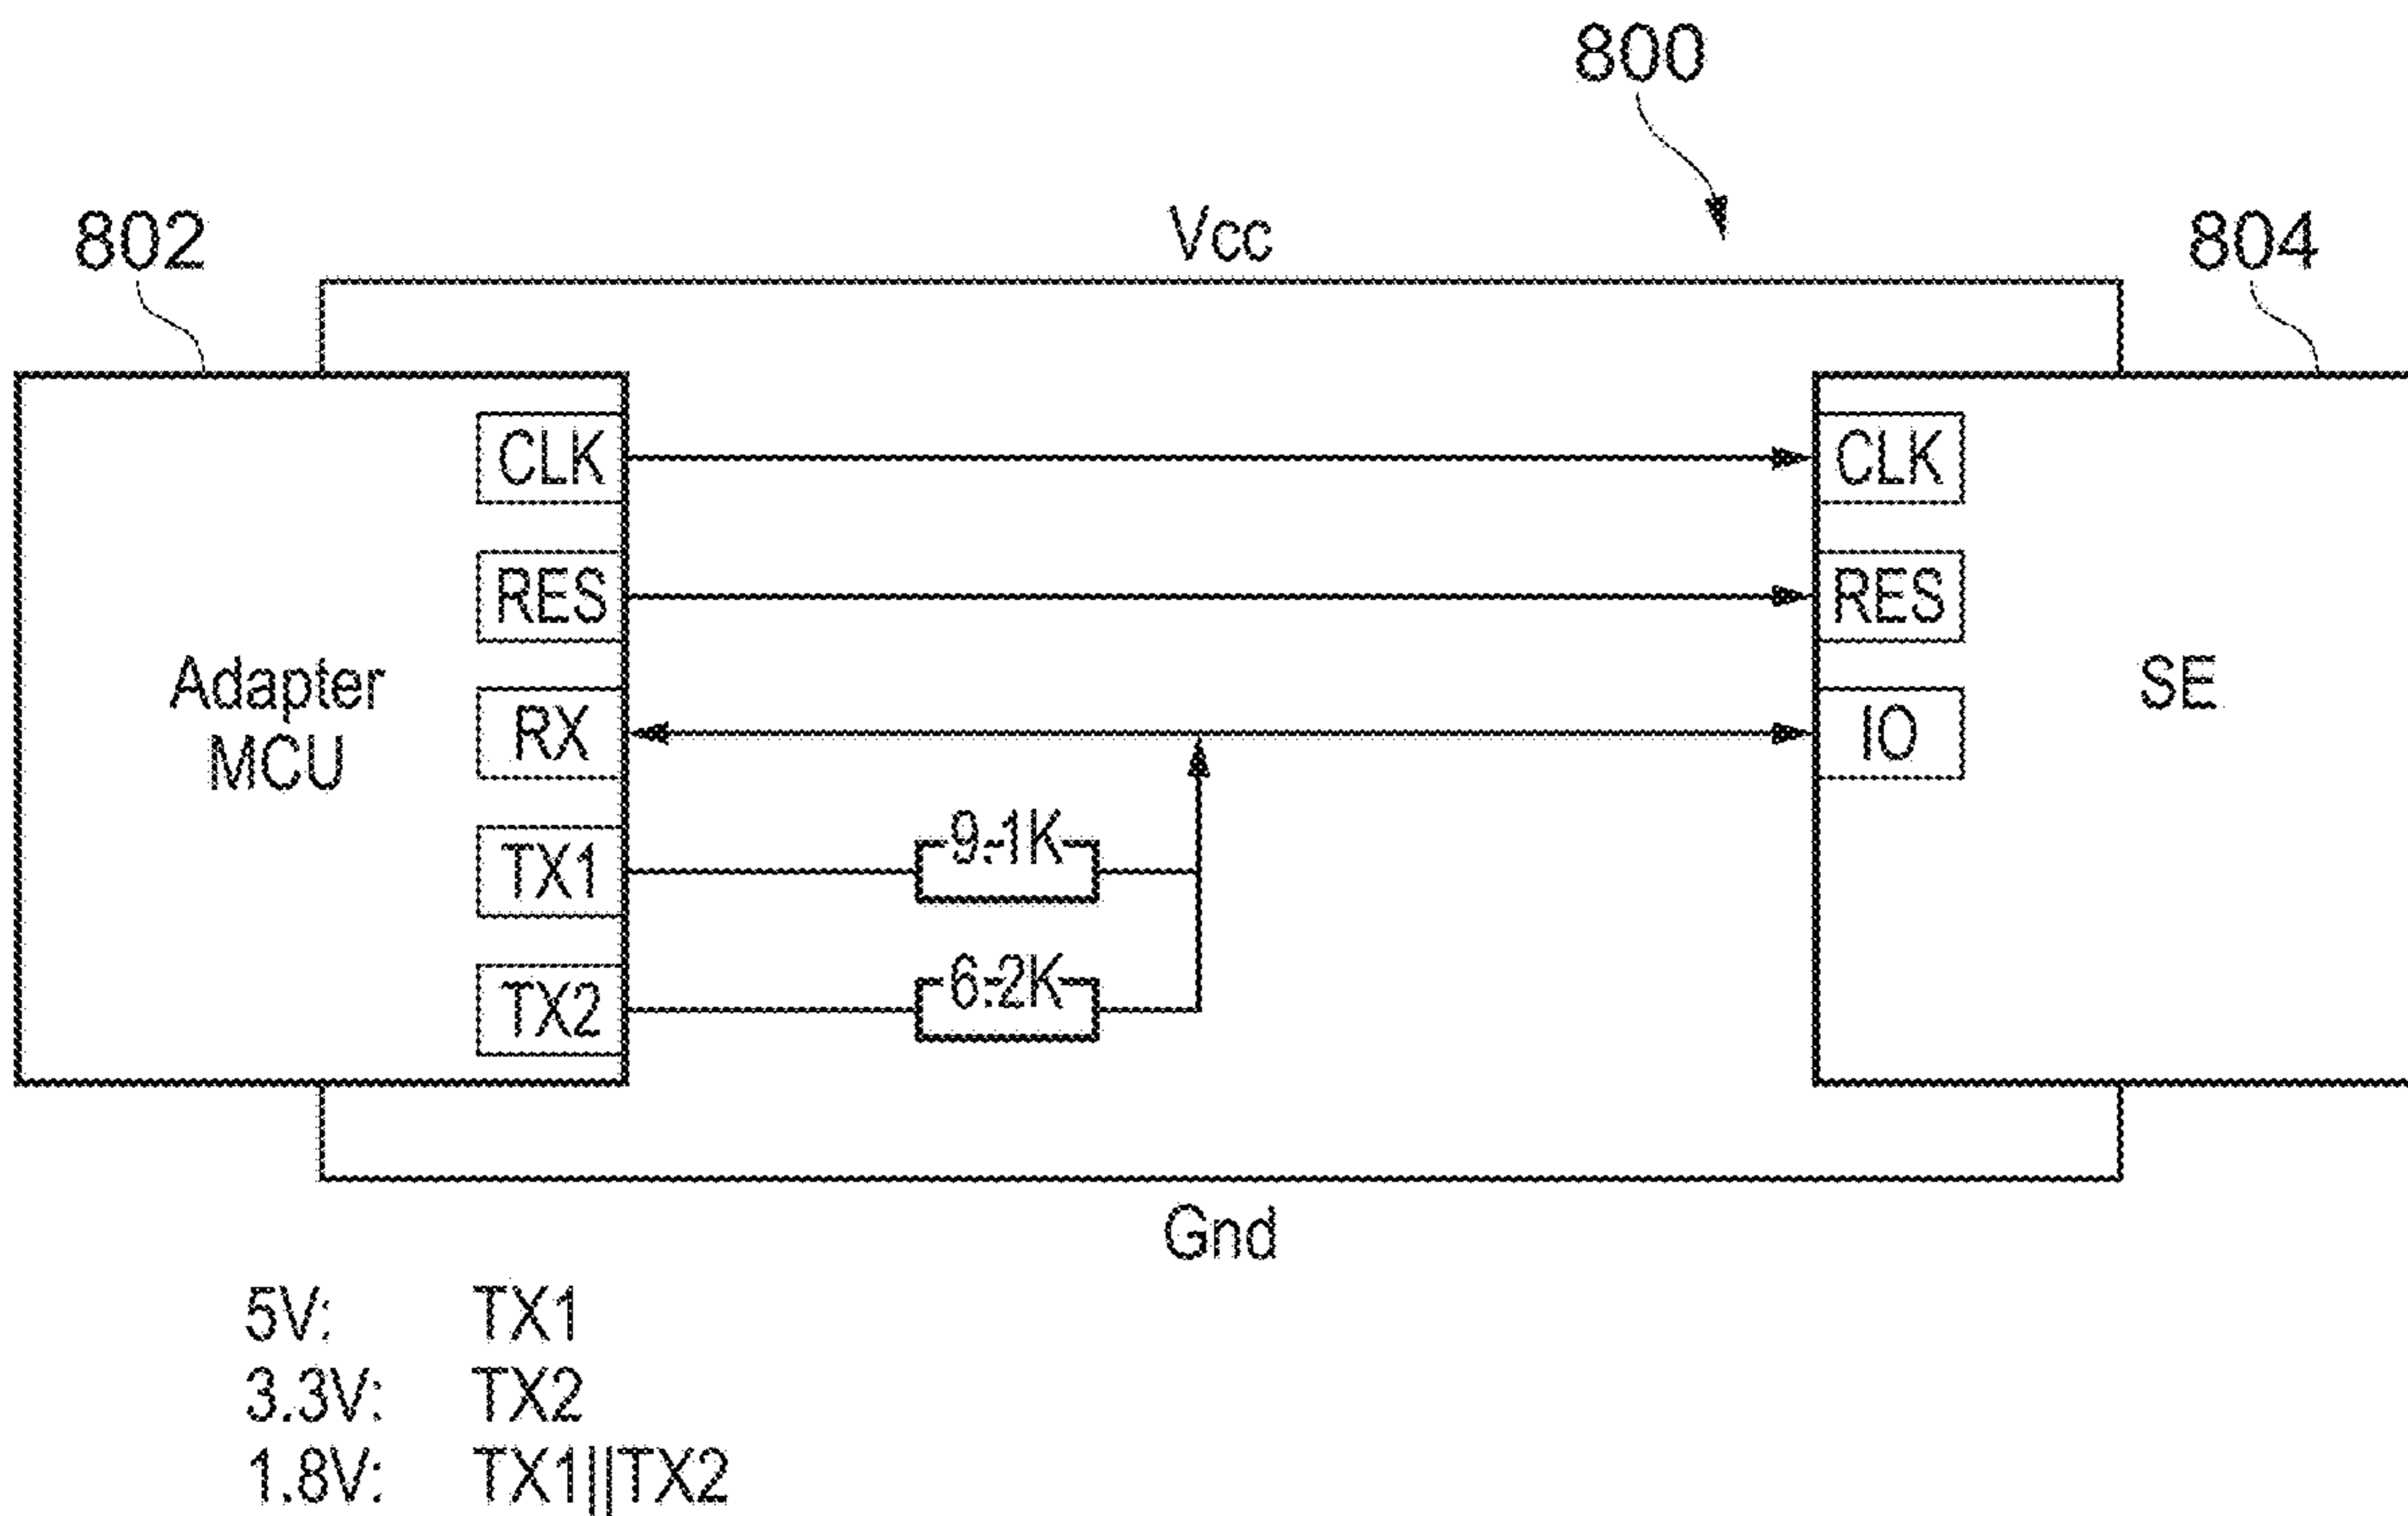 800
802
Vcc
804
CLK
CLK
RES
RES
Adapter
MCU
SE
RX
IO
TX1
9.1K
TX2
6.2K
Gnd
5V: TX1
3.3V: TX2
1.8V: TX1||TX2